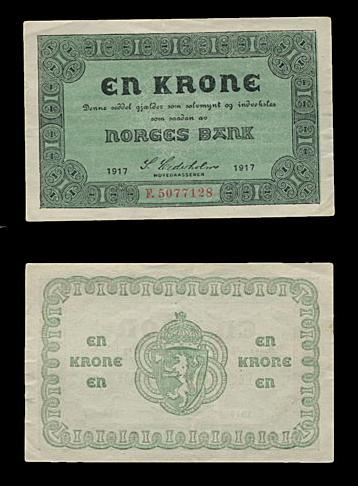 EN KRONE
Denne seddel gjælder som sølvmynt og indveksles
som saadan av
NORGES BANK
1917 1917
HOVEDKASSERER
F. 5077128
EN EN
KRONE KRONE
EN EN